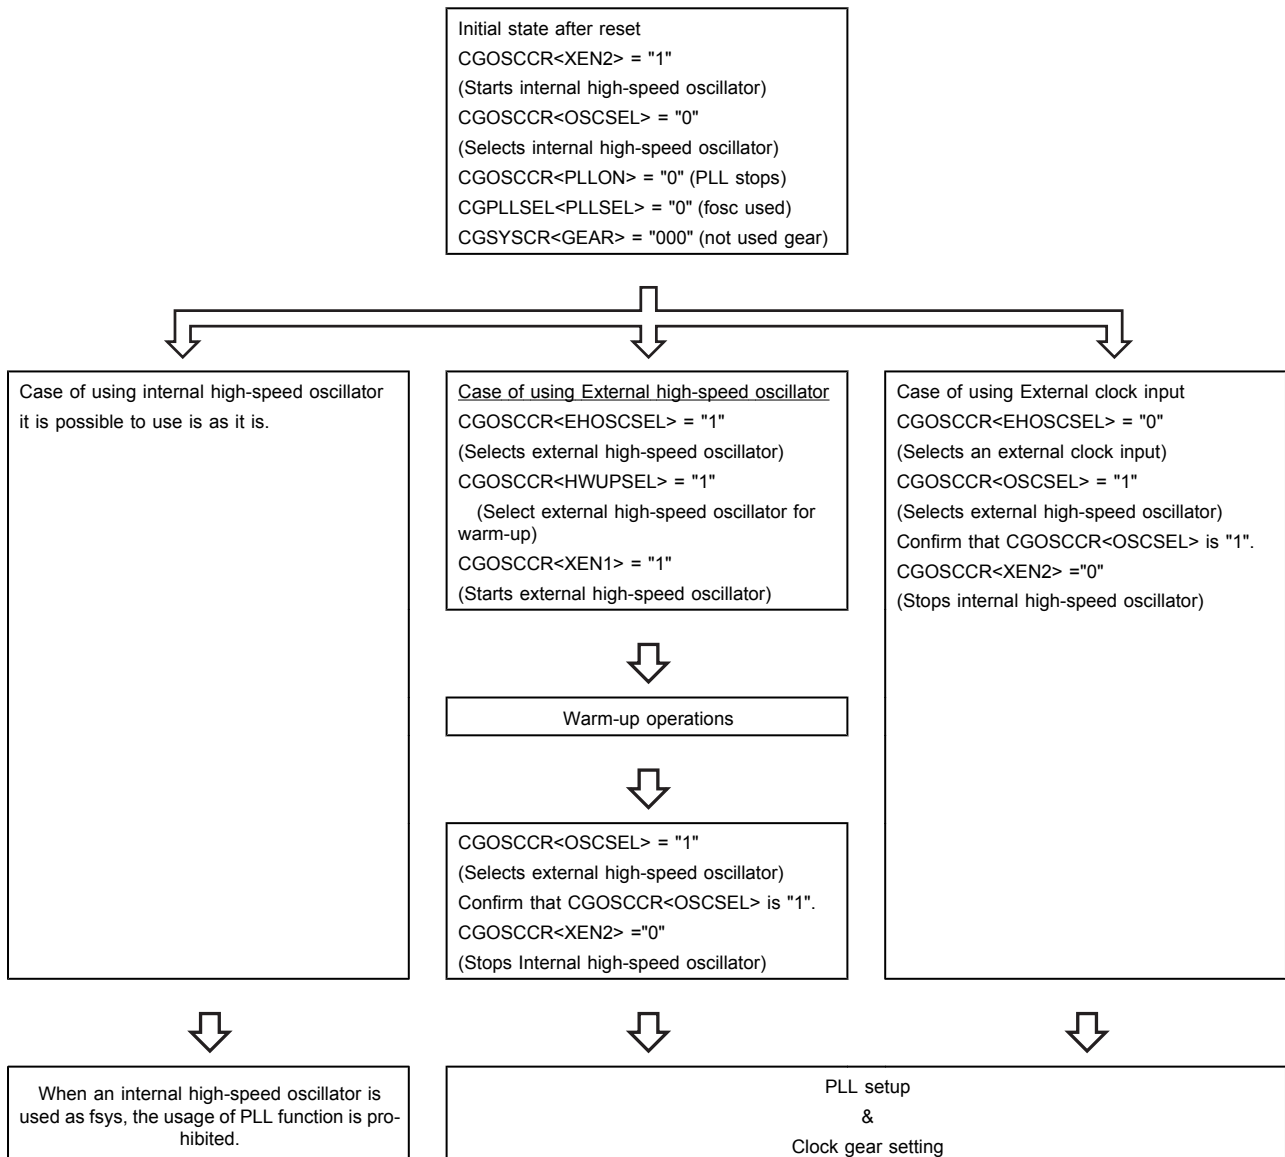 Initial state after reset
CGOSCCR<XEN2> = "1"
(Starts internal high-speed oscillator)
CGOSCCR<OSCSEL> = "0"
(Selects internal high-speed oscillator)
CGOSCCR<PLLON> = "0" (PLL stops)
CGPLLSEL<PLLSEL> = "0" (fosc used)
CGSYSCR<GEAR> = "000" (not used gear)
Case of using internal high-speed oscillator
it is possible to use is as it is.
Case of using External high-speed oscillator
CGOSCCR<EHOSCSEL> = "1"
(Selects external high-speed oscillator)
CGOSCCR<HWUPSEL> = "1"
(Select external high-speed oscillator for
warm-up)
CGOSCCR<XEN1> = "1"
(Starts external high-speed oscillator)
Warm-up operations
CGOSCCR<OSCSEL> = "1"
(Selects external high-speed oscillator)
Confirm that CGOSCCR<OSCSEL> is "1".
CGOSCCR<XEN2> ="0"
(Stops Internal high-speed oscillator)
Case of using External clock input
CGOSCCR<EHOSCSEL> = "0"
(Selects an external clock input)
CGOSCCR<OSCSEL> = "1"
(Selects external high-speed oscillator)
Confirm that CGOSCCR<OSCSEL> is "1".
CGOSCCR<XEN2> ="0"
(Stops internal high-speed oscillator)
When an internal high-speed oscillator is
used as fsys, the usage of PLL function is pro-
hibited.
PLL setup
&
Clock gear setting